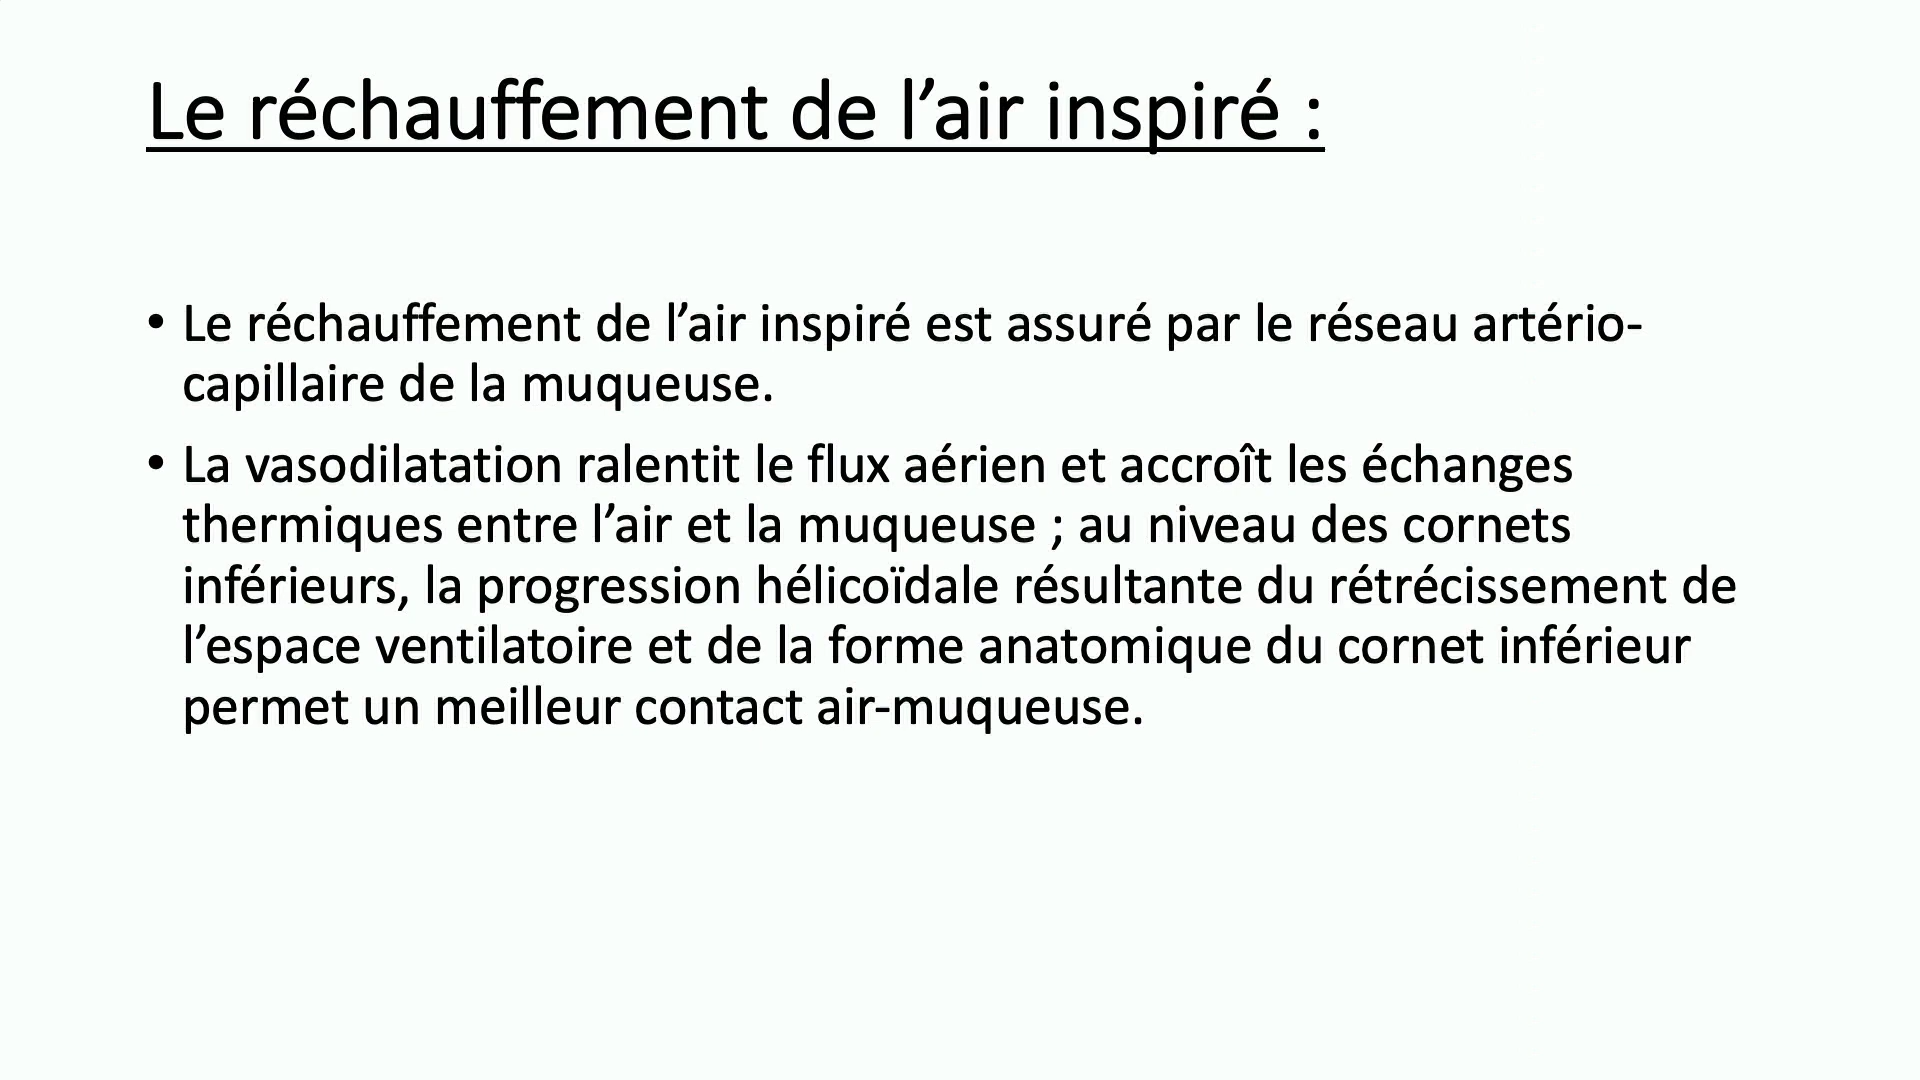 Le réchauffement de l’air inspiré :
• Le réchauffement de l’air inspiré est assuré par le réseau artério-
capillaire de la muqueuse.
• La vasodilatation ralentit le flux aérien et accroît les échanges
thermiques entre l’air et la muqueuse ; au niveau des cornets
inférieurs, la progression hélicoïdale résultante du rétrécissement de
l’espace ventilatoire et de la forme anatomique du cornet inférieur
permet un meilleur contact air-muqueuse.